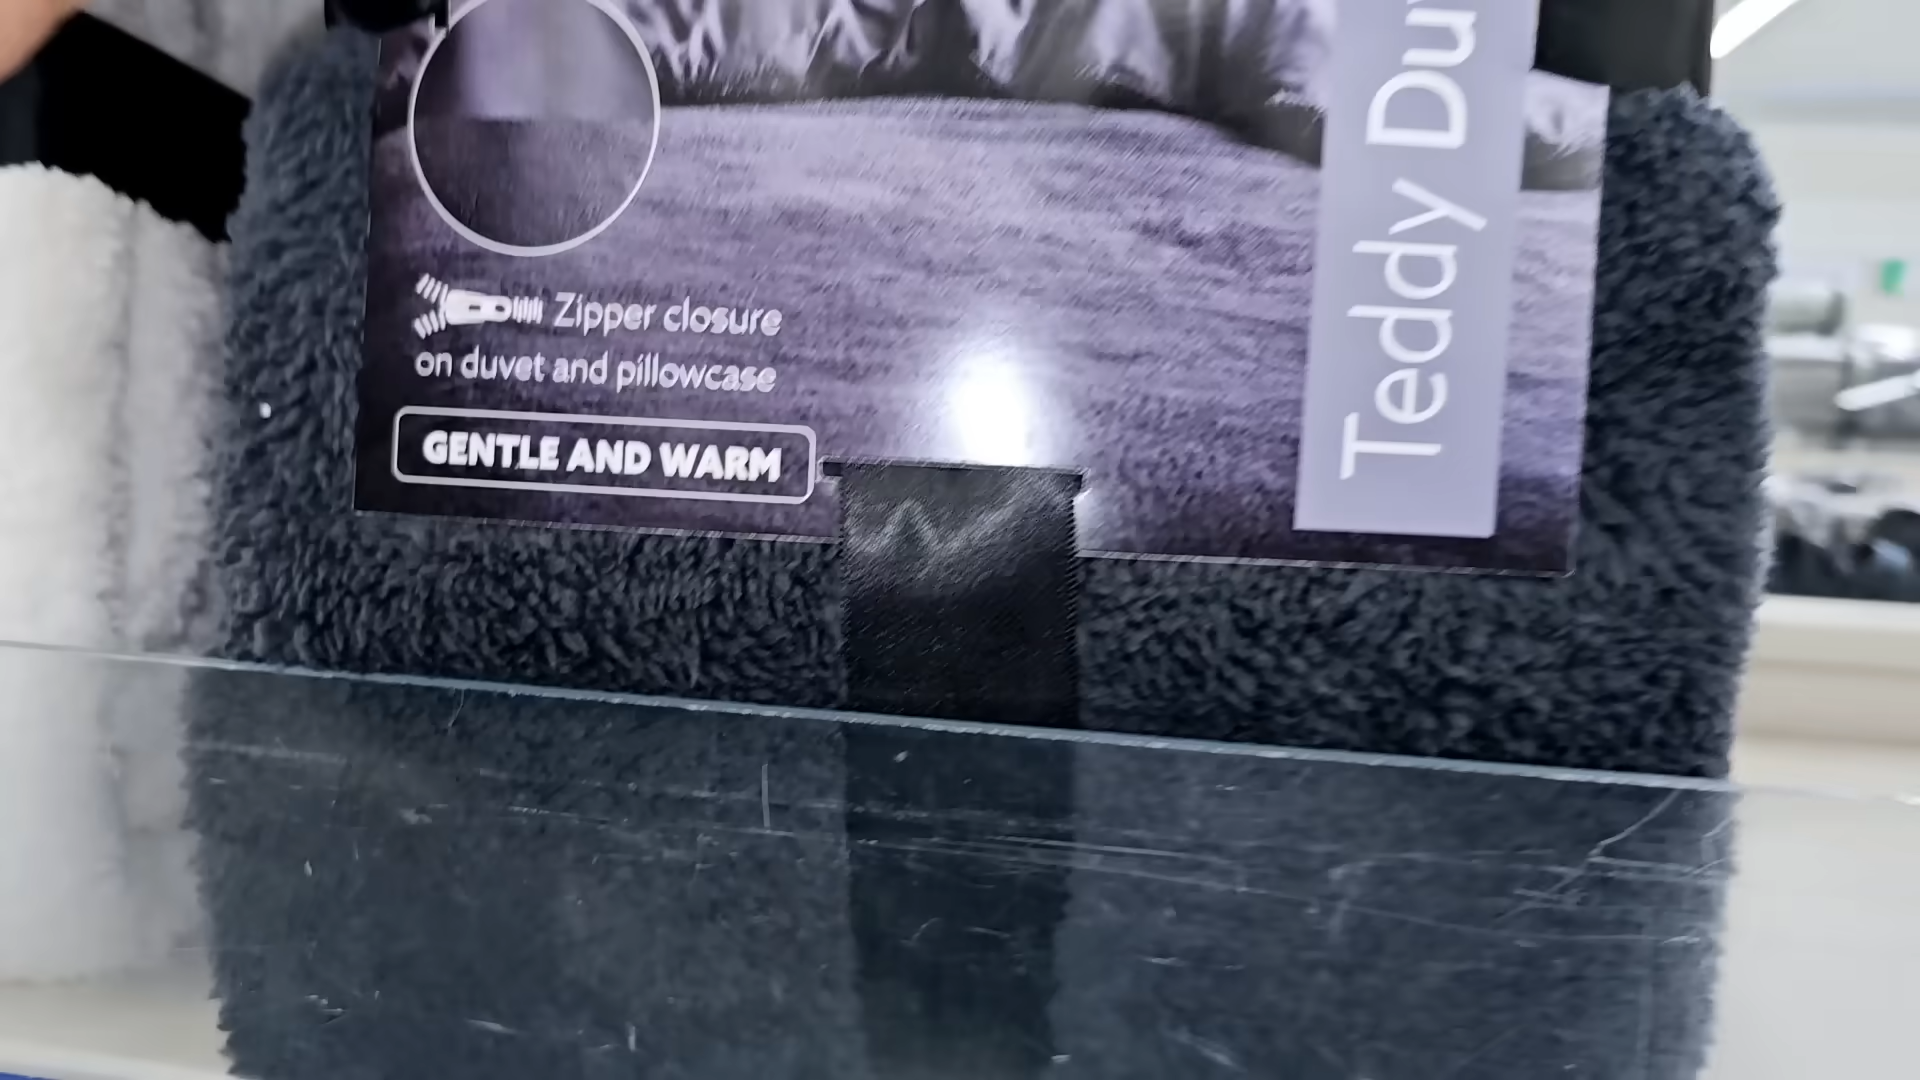 Zipper closure
on duvet and pillowcase
GENTLE AND WARM
Teddy